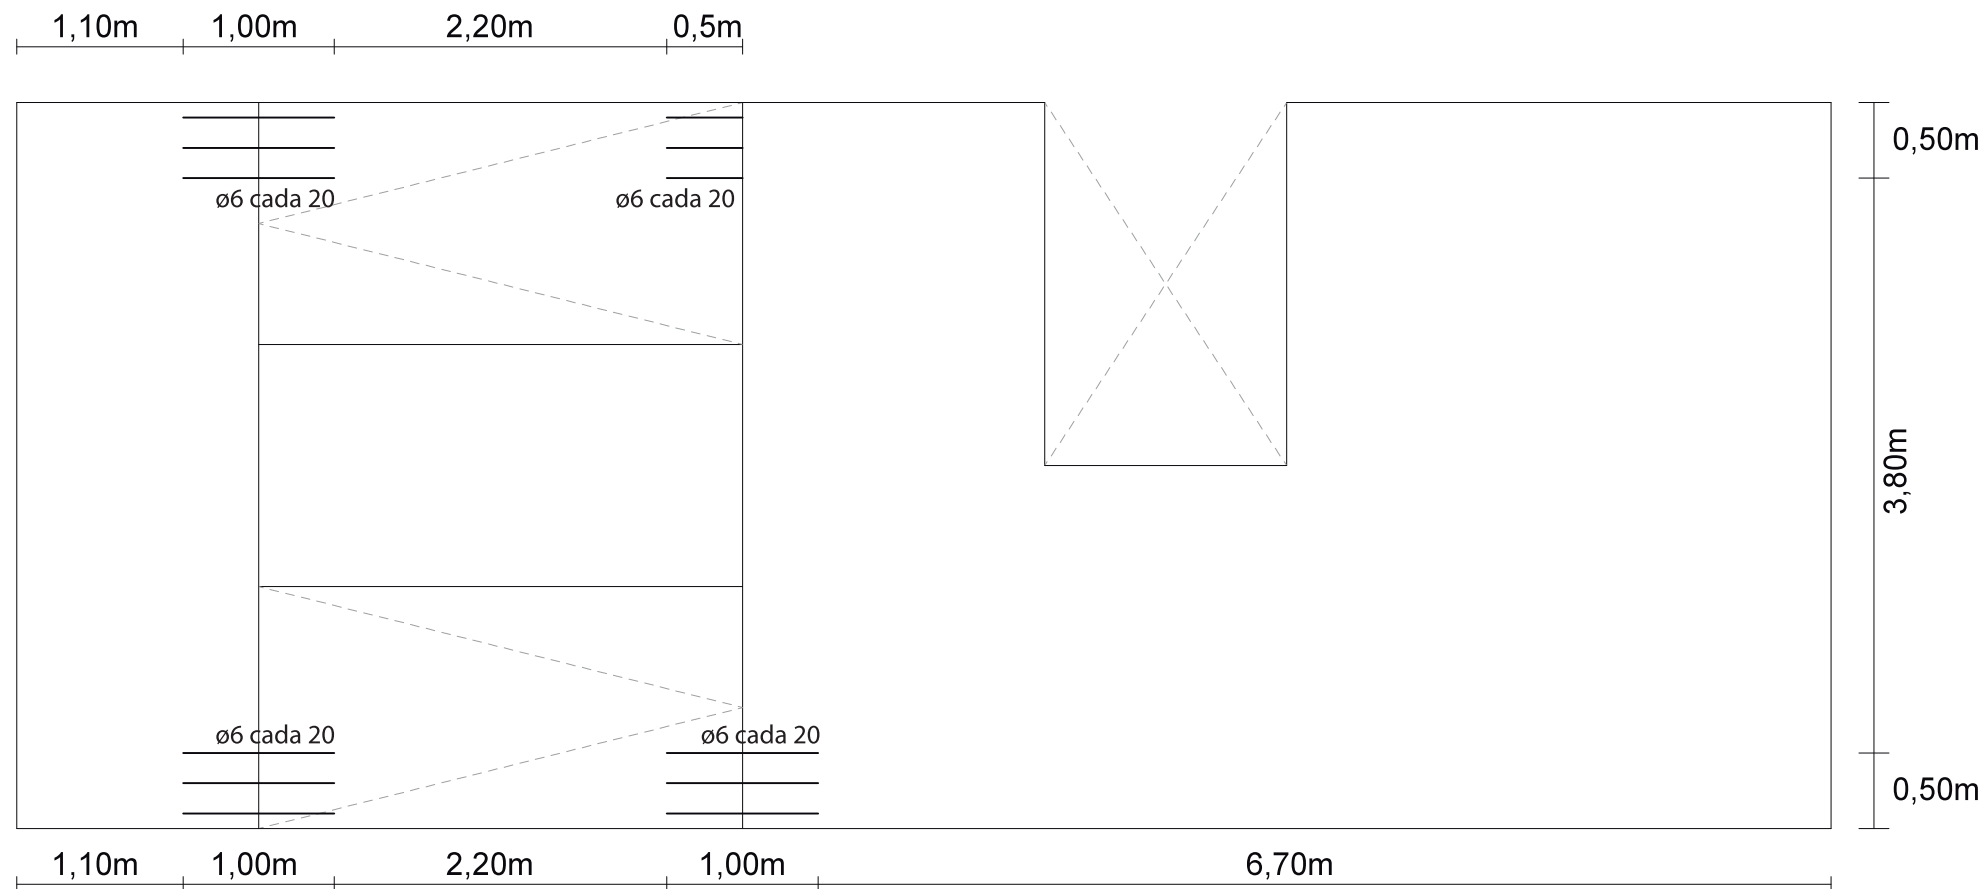 1,10m 1,00m 2,20m 0,5m
0,50m
ø6 cada 20 ø6 cada 20
3,80m
ø6 cada 20 ø6 cada 20
0,50m
1,10m 1,00m 2,20m 1,00m 6,70m